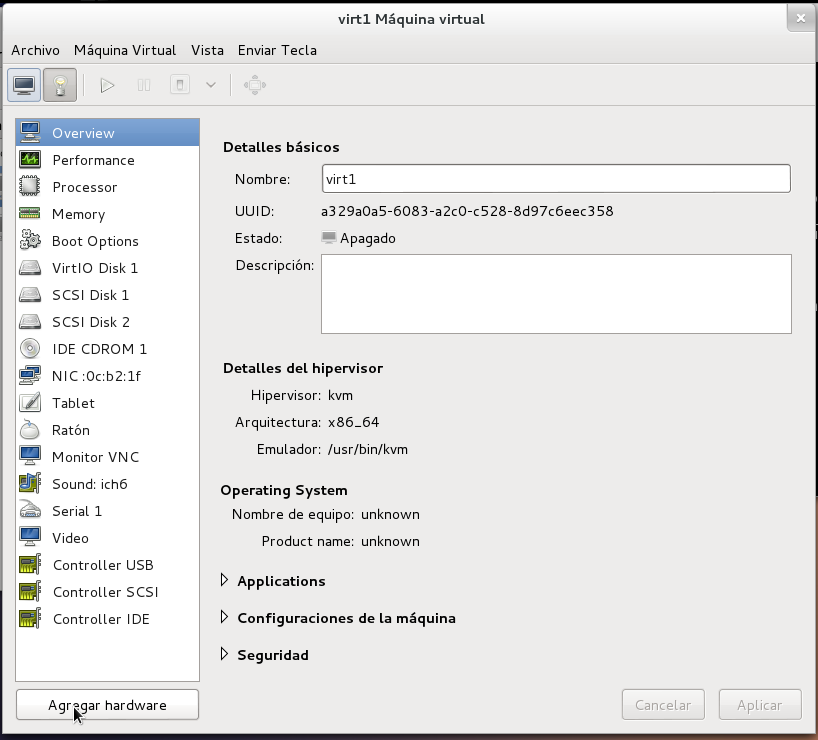 virt1 Máquina virtual
Archivo Máquina Virtual Vista Enviar Tecla
Overview
Performance
Processor
Memory
Boot Options
VirtIO Disk 1
SCSI Disk 1
SCSI Disk 2
IDE CDROM 1
NIC :0c:b2:1f
Tablet
Ratón
Monitor VNC
Sound: ich6
Serial 1
Video
Controller USB
Controller SCSI
Controller IDE
Agregar hardware
Detalles básicos
Nombre: virt1
UUID: a329a0a5-6083-a2c0-c528-8d97c6eec358
Estado: Apagado
Descripción:
Detalles del hipervisor
Hipervisor: kvm
Arquitectura: x86_64
Emulador: /usr/bin/kvm
Operating System
Nombre de equipo: unknown
Product name: unknown
Applications
Configuraciones de la máquina
Seguridad
Cancelar Aplicar